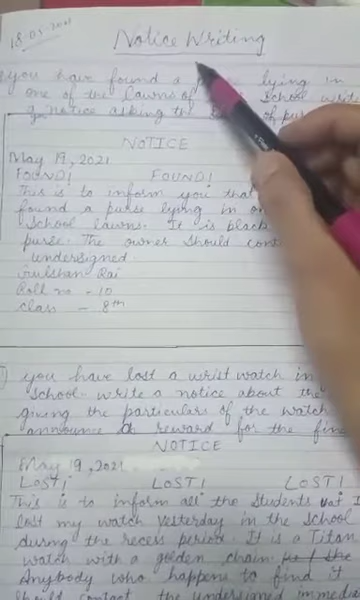 18-05-2021
Notice Writing
you have found a lying in
one of the lawns of school
a notice asking the of
NOTICE
May 19, 2021
FOUND! FOUND!
This is to inform you that
found a purse lying in
school lawns. It is black
purse. The owner should
undersigned.
Gulshan Rai
Roll no - 10
Class - 8th
you have lost a wrist watch in
school. write a notice about the
giving the particulars of the watch
announce a reward for the
NOTICE
May 19, 2021
LOST! LOST! LOST!
This is to inform all the students that I
lost my watch yesterday in the school
during the recess period. It is a Titan
watch with a golden chain.
Anybody who happens to find it
should contact the undersigned